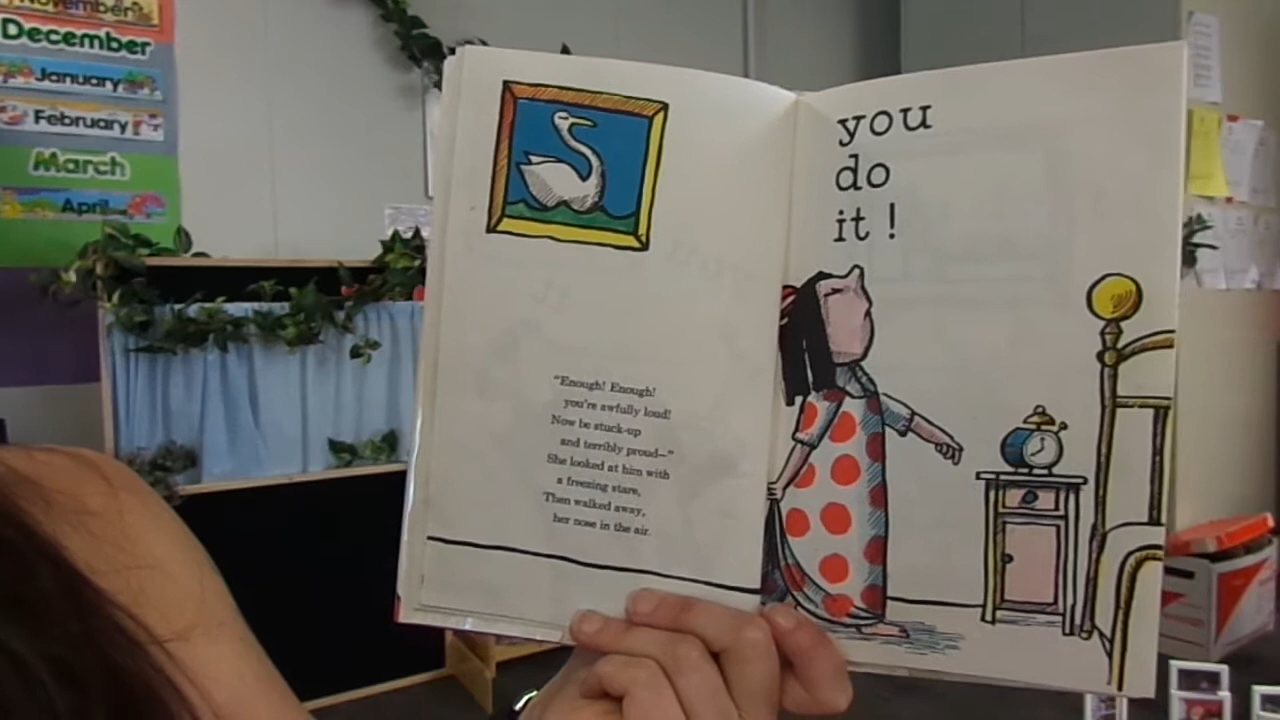 November
December
January
February
March
April
"Enough! Enough!
you're awfully loud!
Now be stuck-up
and terribly proud—"
She looked at him with
a freezing stare,
Then walked away,
her nose in the air.
you
do
it !